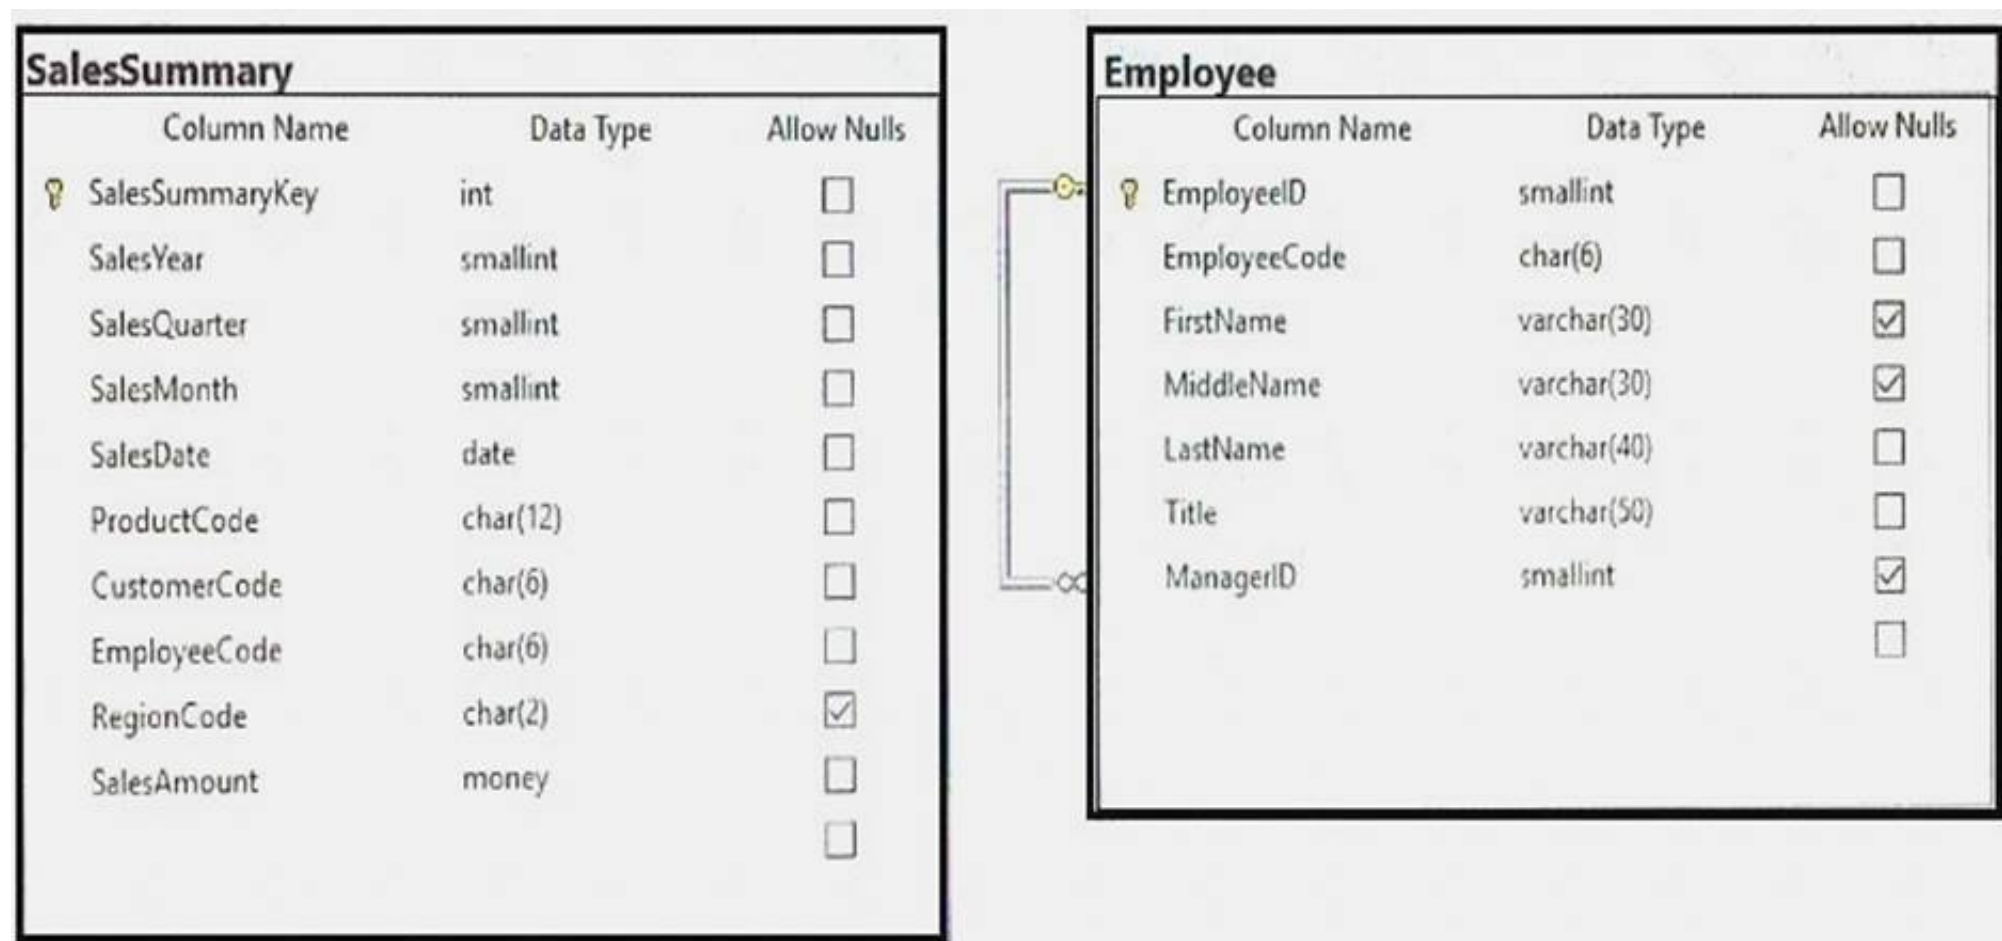 SalesSummary
Column Name Data Type Allow Nulls
SalesSummaryKey int
SalesYear smallint
SalesQuarter smallint
SalesMonth smallint
SalesDate date
ProductCode char(12)
CustomerCode char(6)
EmployeeCode char(6)
RegionCode char(2)
SalesAmount money
Employee
Column Name Data Type Allow Nulls
EmployeeID smallint
EmployeeCode char(6)
FirstName varchar(30)
MiddleName varchar(30)
LastName varchar(40)
Title varchar(50)
ManagerID smallint